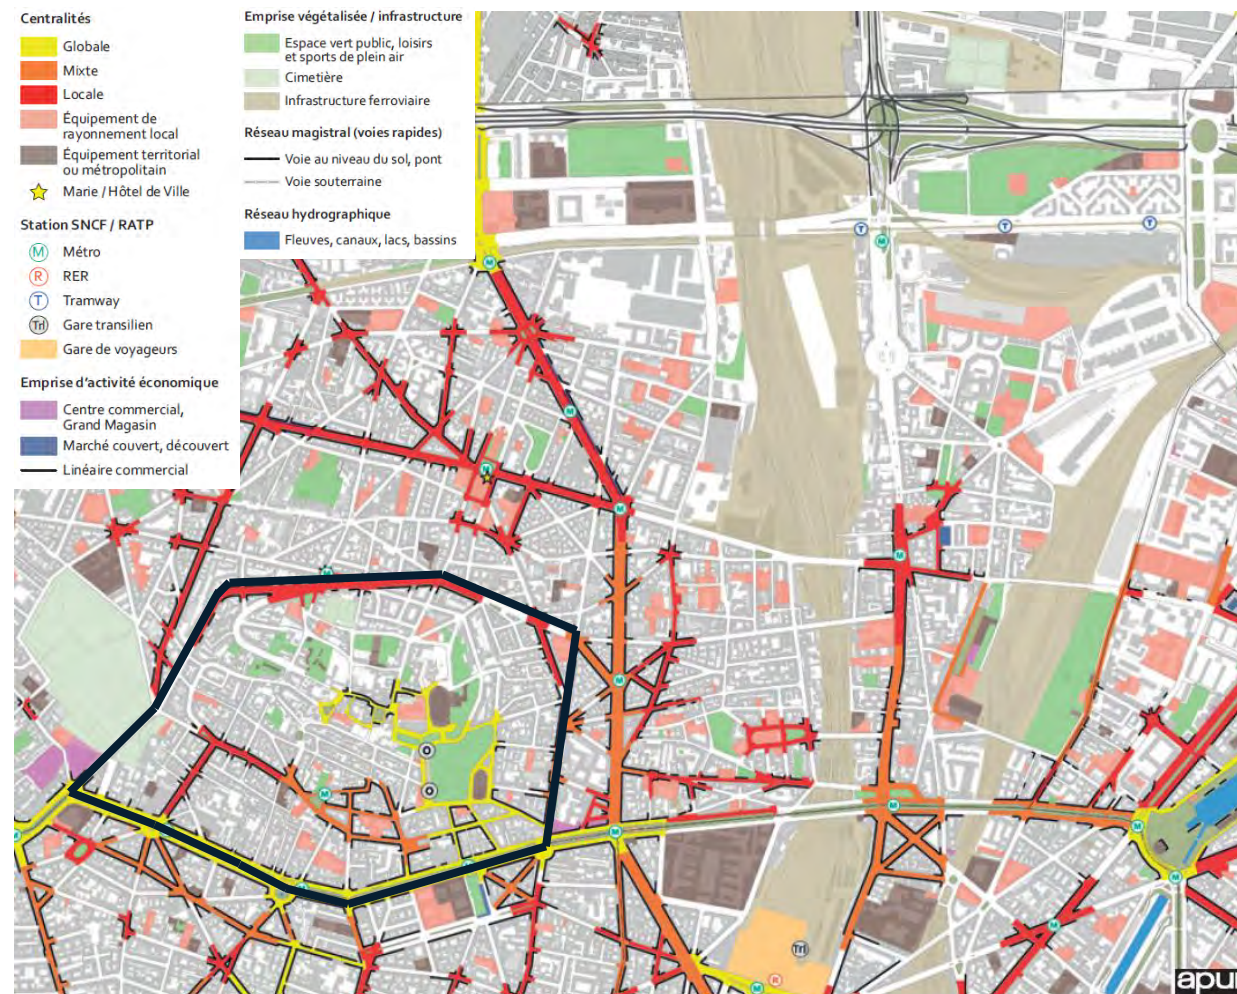 Centralités
Globale
Mixte
Locale
Équipement de
rayonnement local
Équipement territorial
ou métropolitain
Marie / Hôtel de Ville
Station SNCF / RATP
M Métro
R RER
T Tramway
Trl Gare transilien
Gare de voyageurs
Emprise d'activité économique
Centre commercial,
Grand Magasin
Marché couvert, découvert
Linéaire commercial
Emprise végétalisée / infrastructure
Espace vert public, loisirs
et sports de plein air
Cimetière
Infrastructure ferroviaire
Réseau magistral (voies rapides)
Voie au niveau du sol, pont
Voie souterraine
Réseau hydrographique
Fleuves, canaux, lacs, bassins
T
M
T
T
M
M
M
M
M
M
M
M
M
M
M
M
M
Trl
R
M
apur